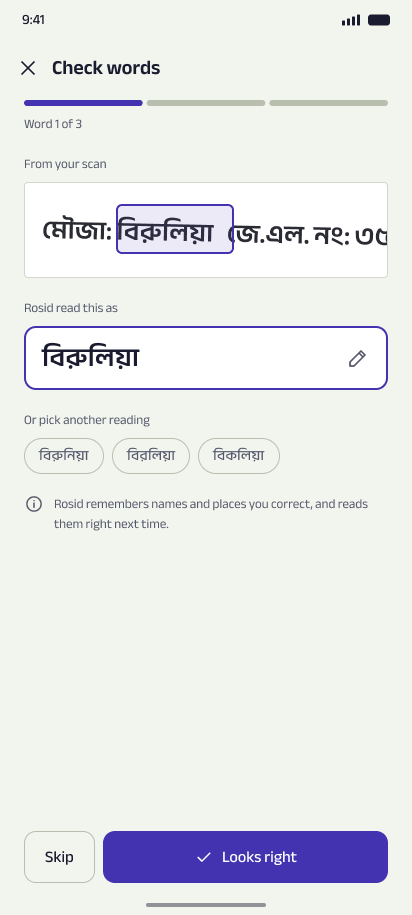 9:41
Check words
Word 1 of 3
From your scan
মৌজা: বিরুলিয়া জে.এল. নং: ৩৫
Rosid read this as
বিরুলিয়া
Or pick another reading
বিরুনিয়া বিরলিয়া বিকলিয়া
Rosid remembers names and places you correct, and reads
them right next time.
Skip
Looks right